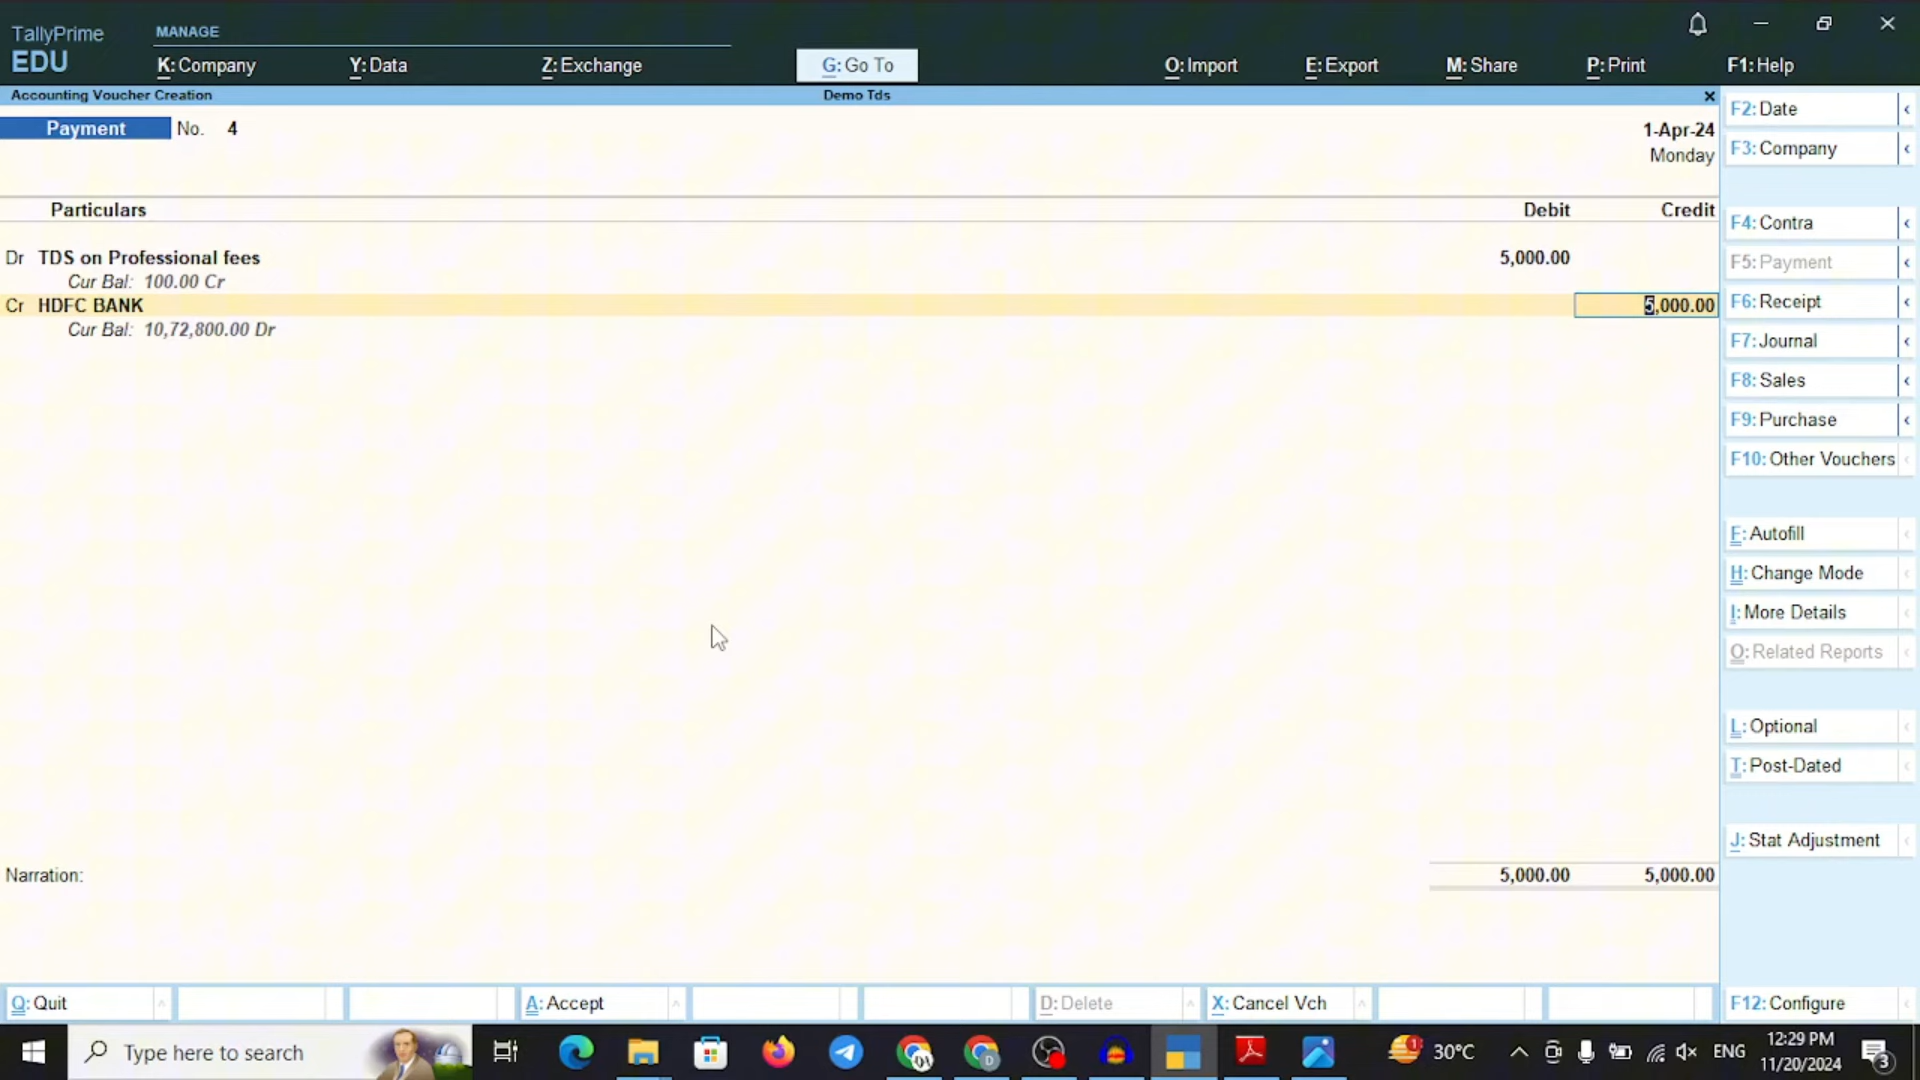 TallyPrime
EDU
MANAGE
K: Company
Y: Data
Z: Exchange
G: Go To
O: Import
E: Export
M: Share
P: Print
F1: Help
Accounting Voucher Creation
Demo Tds
Payment No. 4
1-Apr-24
Monday
Particulars Debit Credit
Dr TDS on Professional fees 5,000.00
Cur Bal: 100.00 Cr
Cr HDFC BANK 5,000.00
Cur Bal: 10,72,800.00 Dr
Narration: 5,000.00 5,000.00
F2: Date
F3: Company
F4: Contra
F5: Payment
F6: Receipt
F7: Journal
F8: Sales
F9: Purchase
F10: Other Vouchers
F: Autofill
H: Change Mode
I: More Details
O: Related Reports
L: Optional
T: Post-Dated
J: Stat Adjustment
F12: Configure
Q: Quit
A: Accept
D: Delete
X: Cancel Vch
Type here to search
1
30°C
ENG
12:29 PM
11/20/2024
3